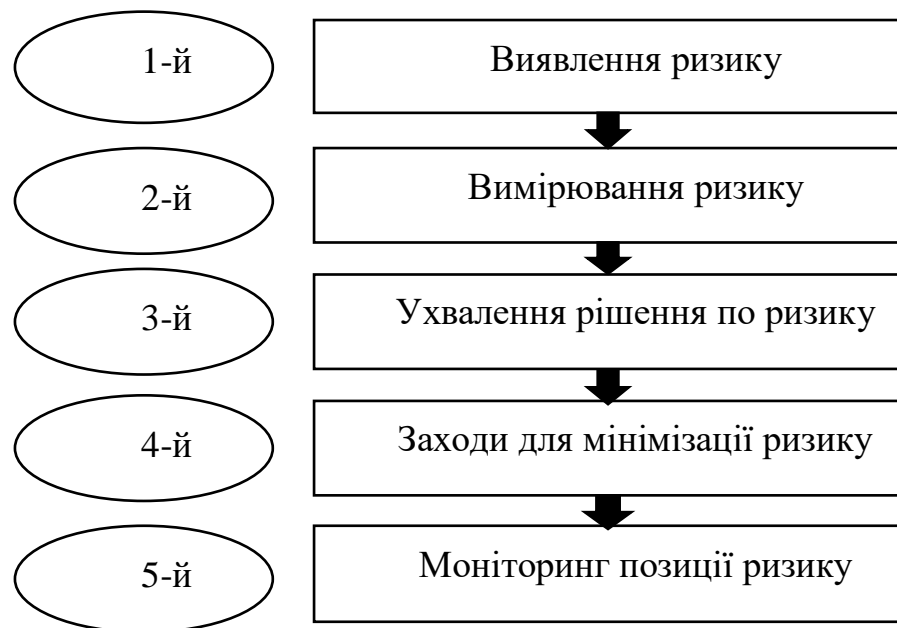 1-й
Виявлення ризику
2-й
Вимірювання ризику
3-й
Ухвалення рішення по ризику
4-й
Заходи для мінімізації ризику
5-й
Моніторинг позиції ризику